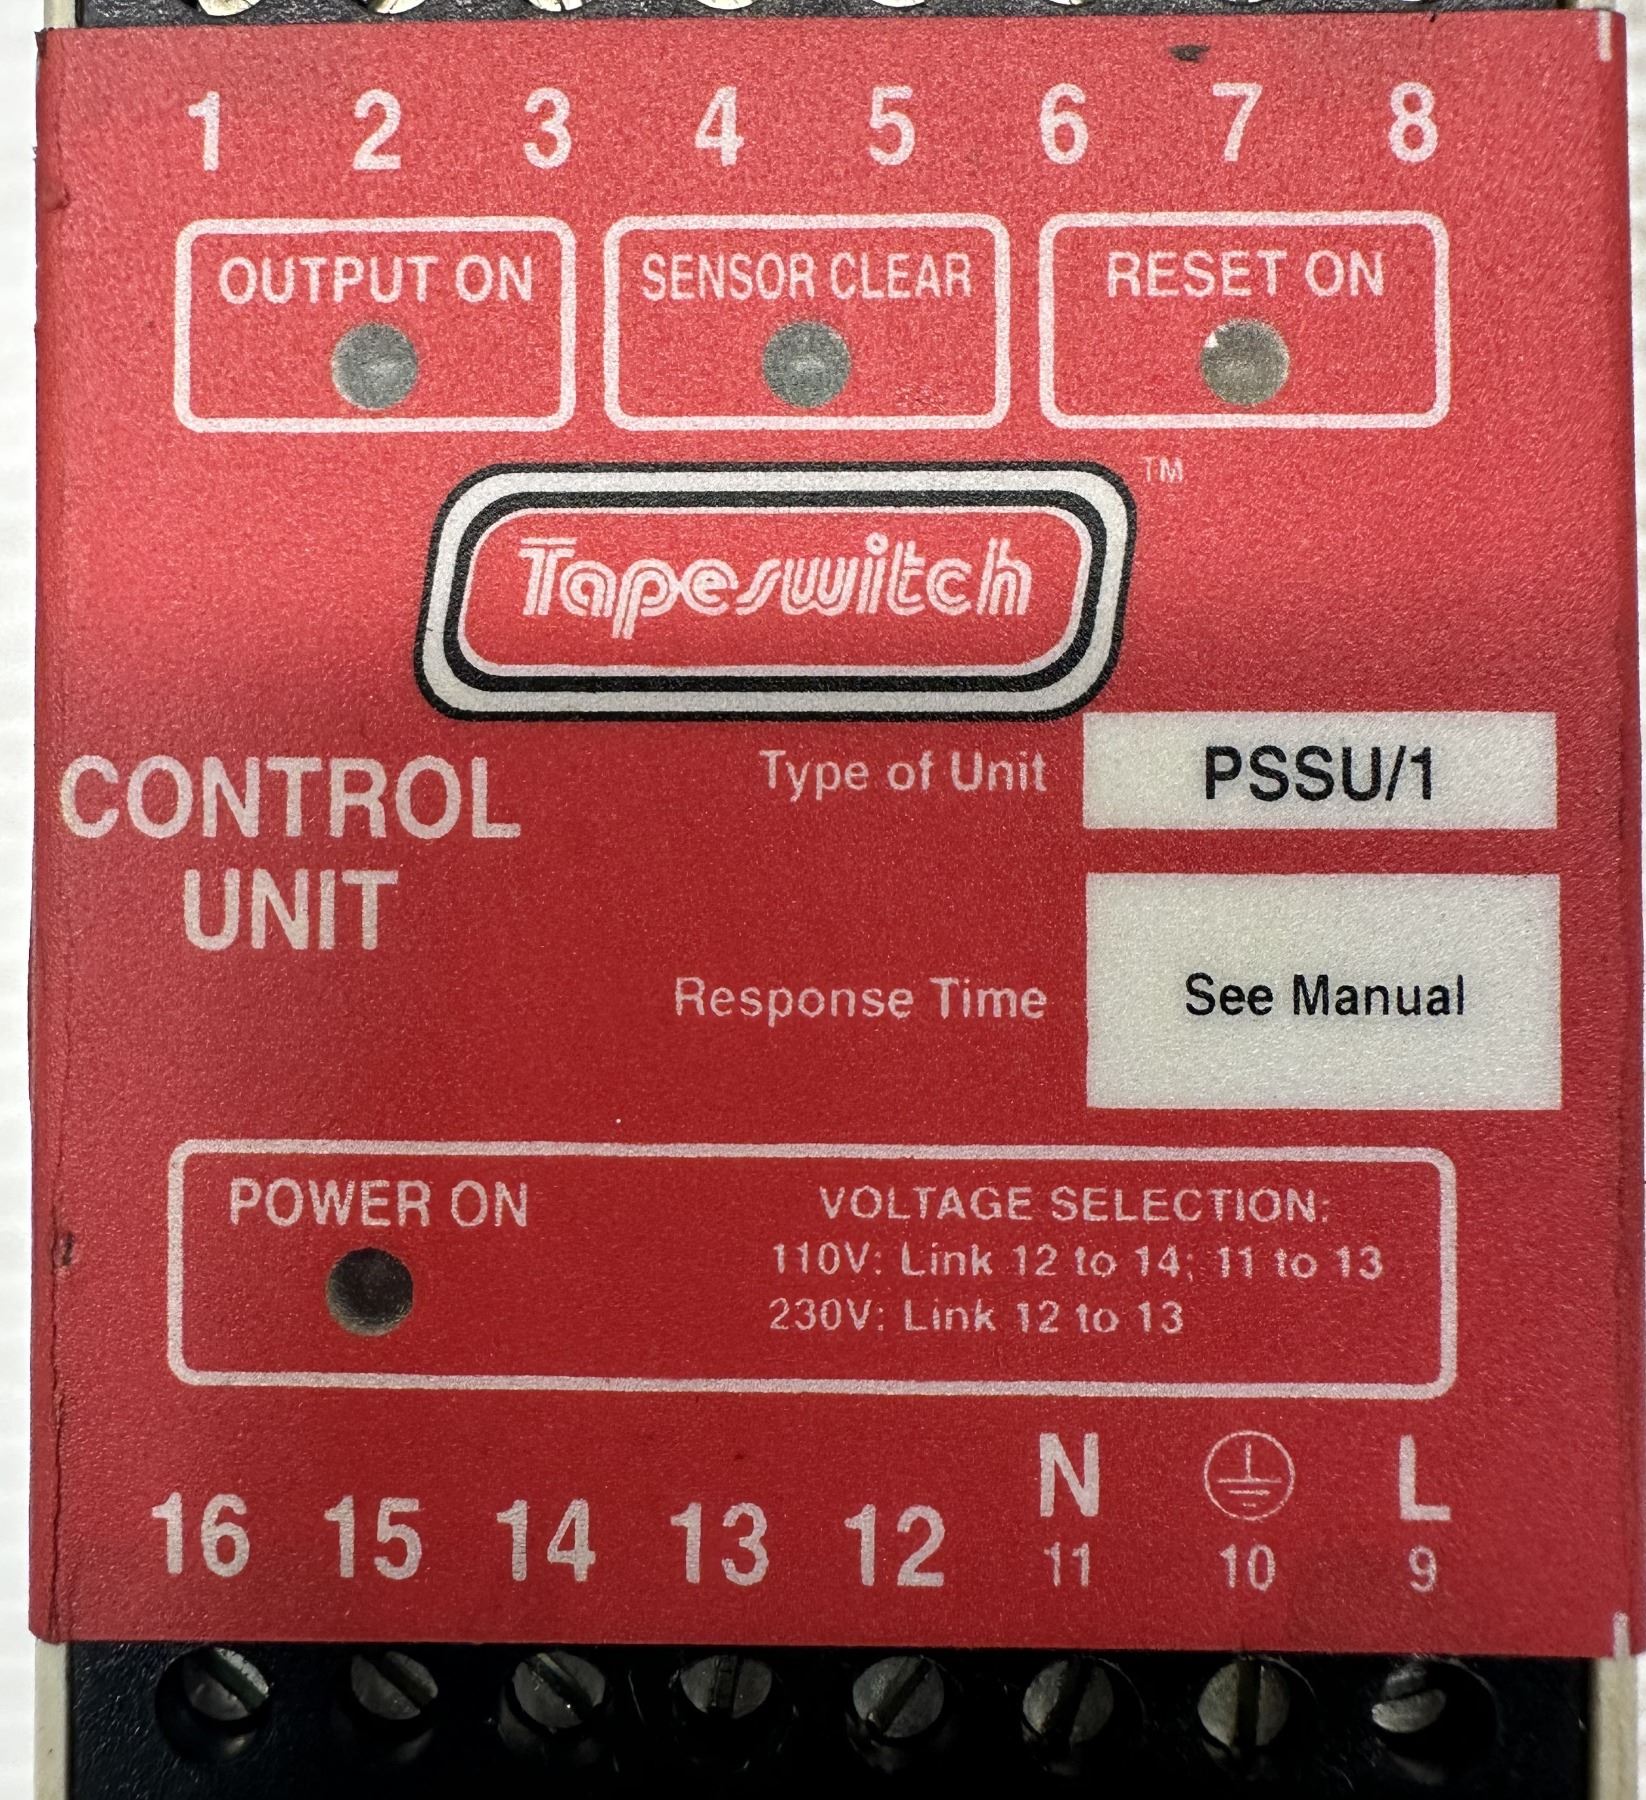 1 2 3 4 5 6 7 8
OUTPUT ON SENSOR CLEAR RESET ON
Tapeswitch ™
CONTROL
UNIT
Type of Unit PSSU/1
Response Time See Manual
POWER ON
VOLTAGE SELECTION:
110V: Link 12 to 14; 11 to 13
230V: Link 12 to 13
N L
16 15 14 13 12 11 10 9